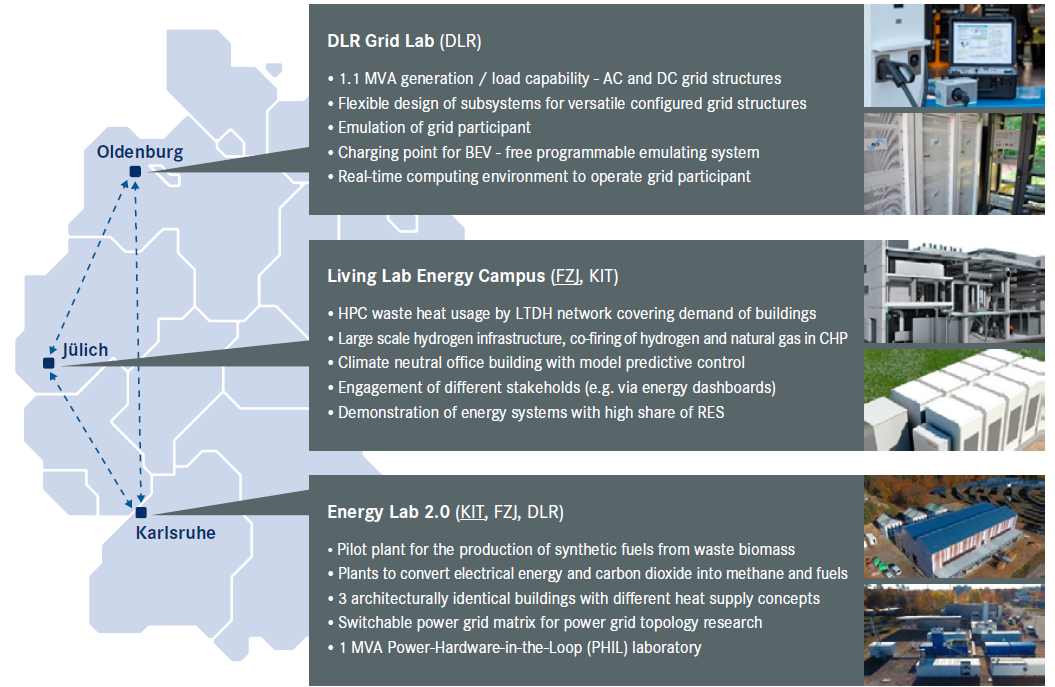 DLR Grid Lab (DLR)
• 1.1 MVA generation / load capability - AC and DC grid structures
• Flexible design of subsystems for versatile configured grid structures
• Emulation of grid participant
• Charging point for BEV - free programmable emulating system
• Real-time computing environment to operate grid participant
Oldenburg
Living Lab Energy Campus (FZJ, KIT)
• HPC waste heat usage by LTDH network covering demand of buildings
• Large scale hydrogen infrastructure, co-firing of hydrogen and natural gas in CHP
• Climate neutral office building with model predictive control
• Engagement of different stakeholds (e.g. via energy dashboards)
• Demonstration of energy systems with high share of RES
Jülich
Energy Lab 2.0 (KIT, FZJ, DLR)
• Pilot plant for the production of synthetic fuels from waste biomass
• Plants to convert electrical energy and carbon dioxide into methane and fuels
• 3 architecturally identical buildings with different heat supply concepts
• Switchable power grid matrix for power grid topology research
• 1 MVA Power-Hardware-in-the-Loop (PHIL) laboratory
Karlsruhe